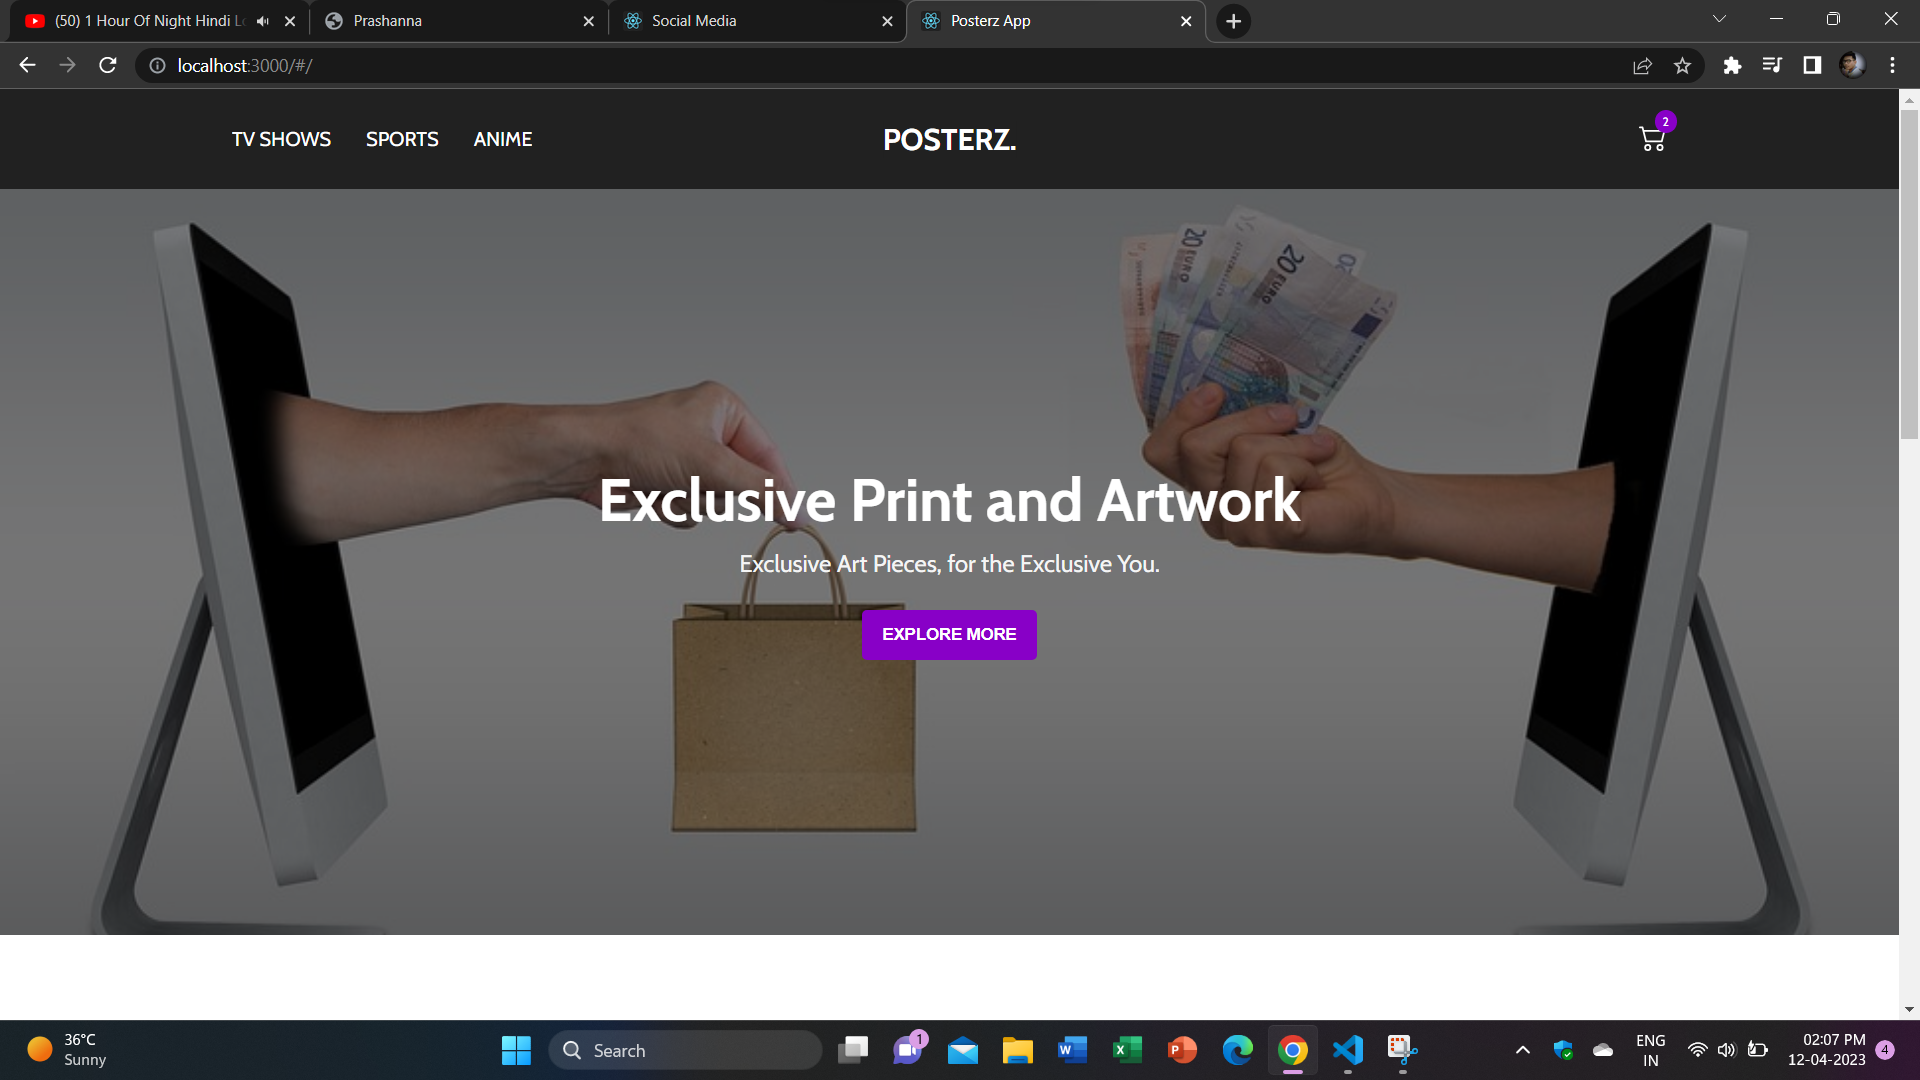 (50) 1 Hour Of Night Hindi Lo
Prashanna
Social Media
Posterz App
localhost:3000/#/
TV SHOWS
SPORTS
ANIME
POSTERZ.
2
20 EURO
20 EURO
Exclusive Print and Artwork
Exclusive Art Pieces, for the Exclusive You.
EXPLORE MORE
36°C
Sunny
Search
1
ENG
IN
02:07 PM
12-04-2023
4